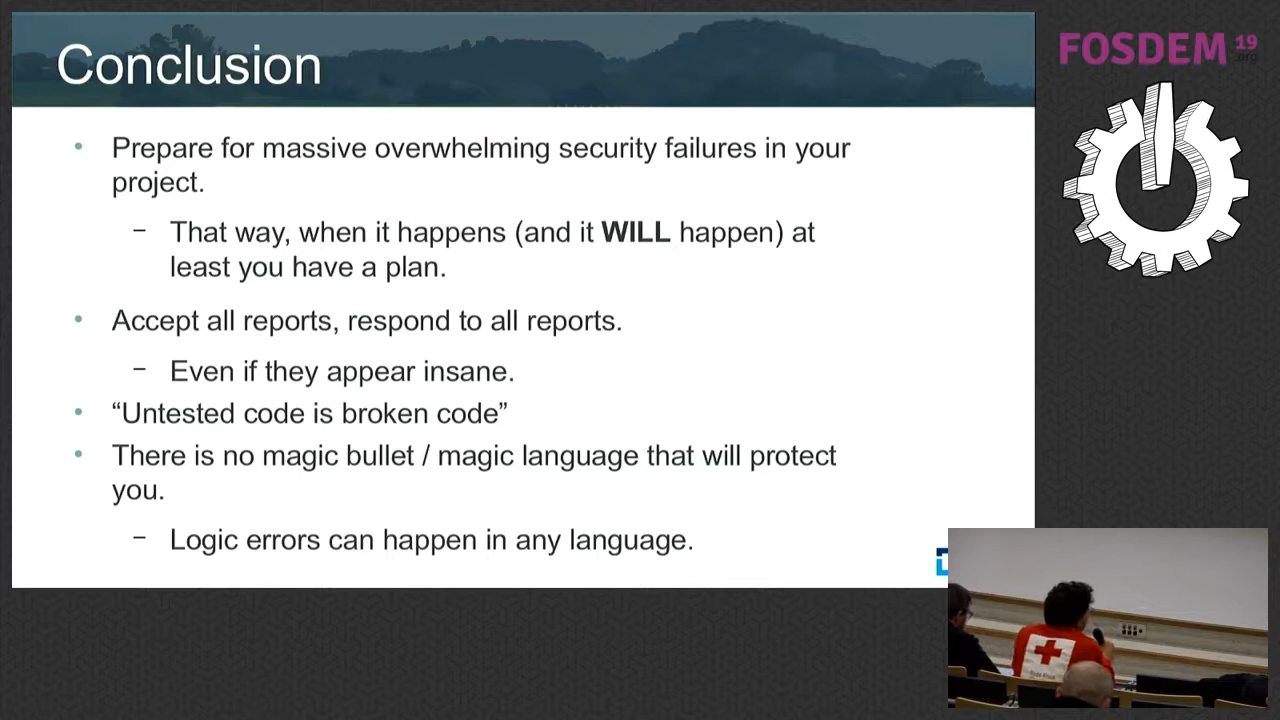 Conclusion
FOSDEM 19
.org
• Prepare for massive overwhelming security failures in your
project.
– That way, when it happens (and it WILL happen) at
least you have a plan.
• Accept all reports, respond to all reports.
– Even if they appear insane.
• “Untested code is broken code”
• There is no magic bullet / magic language that will protect
you.
– Logic errors can happen in any language.